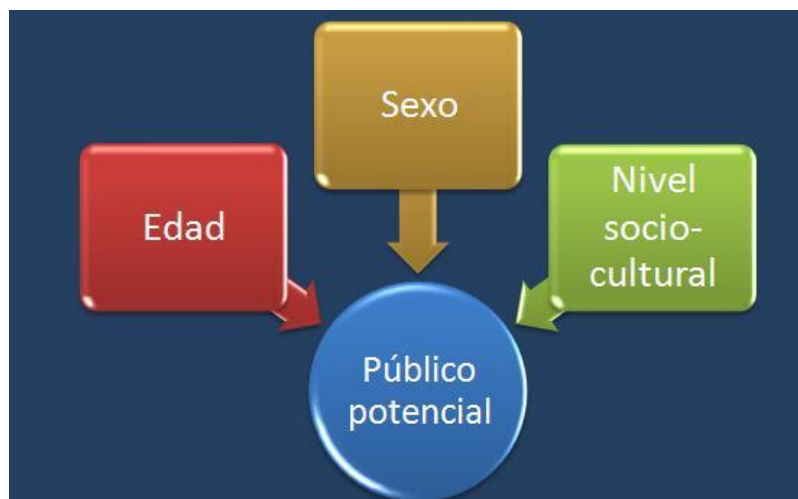 Sexo
Edad
Nivel
socio-
cultural
Público
potencial